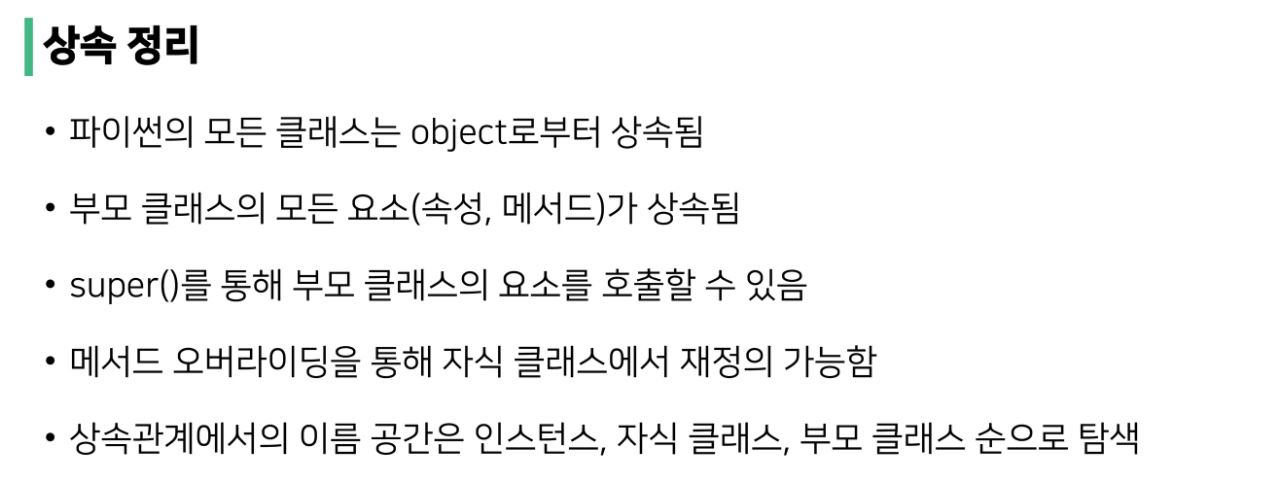 상속 정리
• 파이썬의 모든 클래스는 object로부터 상속됨
• 부모 클래스의 모든 요소(속성, 메서드)가 상속됨
• super()를 통해 부모 클래스의 요소를 호출할 수 있음
• 메서드 오버라이딩을 통해 자식 클래스에서 재정의 가능함
• 상속관계에서의 이름 공간은 인스턴스, 자식 클래스, 부모 클래스 순으로 탐색